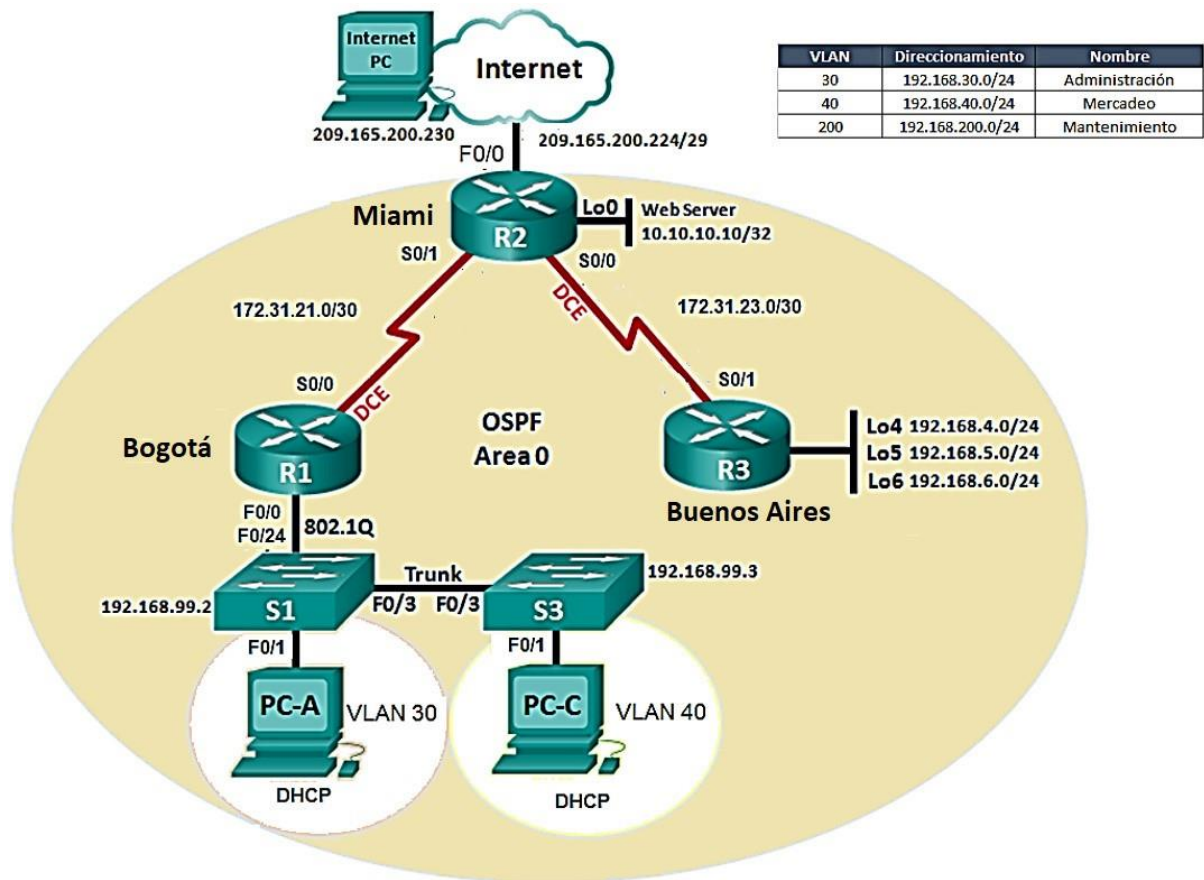 Internet
PC
Internet
209.165.200.230
209.165.200.224/29
F0/0
VLAN Direccionamiento Nombre
30 192.168.30.0/24 Administración
40 192.168.40.0/24 Mercadeo
200 192.168.200.0/24 Mantenimiento
Miami
R2
Lo0
Web Server
10.10.10.10/32
S0/1
S0/0
DCE
172.31.21.0/30
172.31.23.0/30
S0/0
DCE
S0/1
OSPF
Area 0
Bogotá
R1
R3
Buenos Aires
Lo4 192.168.4.0/24
Lo5 192.168.5.0/24
Lo6 192.168.6.0/24
F0/0
F0/24
802.1Q
Trunk
192.168.99.2
S1
F0/3
F0/3
S3
192.168.99.3
F0/1
F0/1
PC-A
VLAN 30
PC-C
VLAN 40
DHCP
DHCP